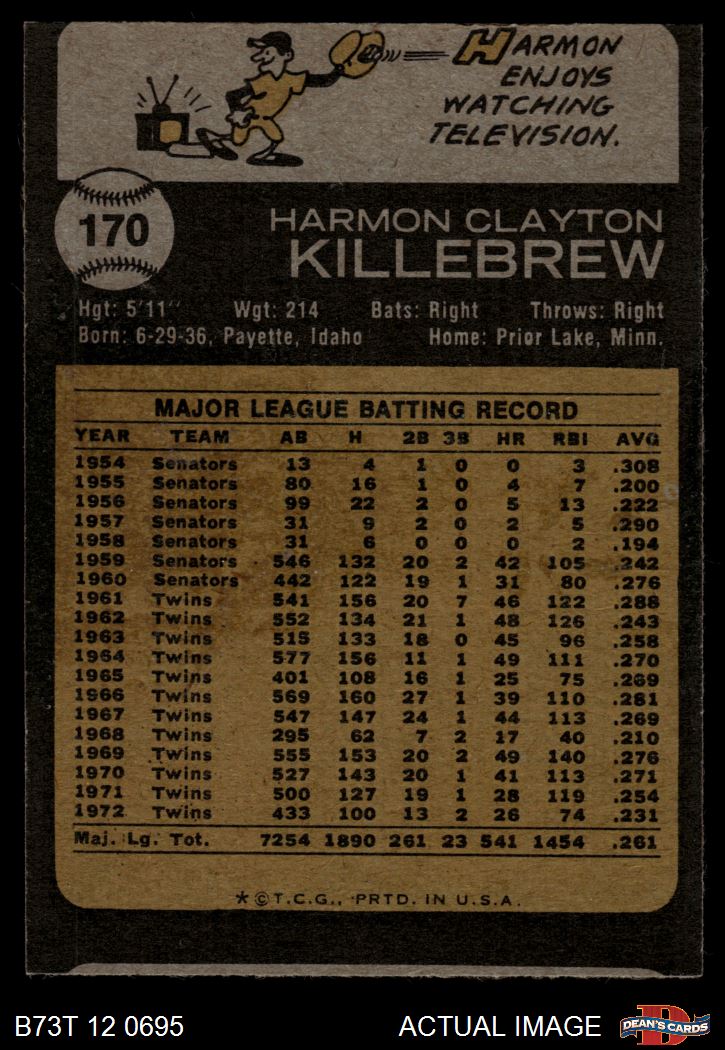 HARMON
ENJOYS
WATCHING
TELEVISION.
170
HARMON CLAYTON
KILLEBREW
Hgt: 5'11" Wgt: 214 Bats: Right Throws: Right
Born: 6-29-36, Payette, Idaho Home: Prior Lake, Minn.
MAJOR LEAGUE BATTING RECORD
YEAR TEAM AB H 2B 3B HR RBI AVG
1954 Senators 13 4 1 0 0 3 .308
1955 Senators 80 16 1 0 4 7 .200
1956 Senators 99 22 2 0 5 13 .222
1957 Senators 31 9 2 0 2 5 .290
1958 Senators 31 6 0 0 0 2 .194
1959 Senators 546 132 20 2 42 105 .242
1960 Senators 442 122 19 1 31 80 .276
1961 Twins 541 156 20 7 46 122 .288
1962 Twins 552 134 21 1 48 126 .243
1963 Twins 515 133 18 0 45 96 .258
1964 Twins 577 156 11 1 49 111 .270
1965 Twins 401 108 16 1 25 75 .269
1966 Twins 569 160 27 1 39 110 .281
1967 Twins 547 147 24 1 44 113 .269
1968 Twins 295 62 7 2 17 40 .210
1969 Twins 555 153 20 2 49 140 .276
1970 Twins 527 143 20 1 41 113 .271
1971 Twins 500 127 19 1 28 119 .254
1972 Twins 433 100 13 2 26 74 .231
Maj. Lg. Tot. 7254 1890 261 23 541 1454 .261
*©T.C.G., PRTD. IN U.S.A.
B73T 12 0695 ACTUAL IMAGE D DEAN'S CARDS